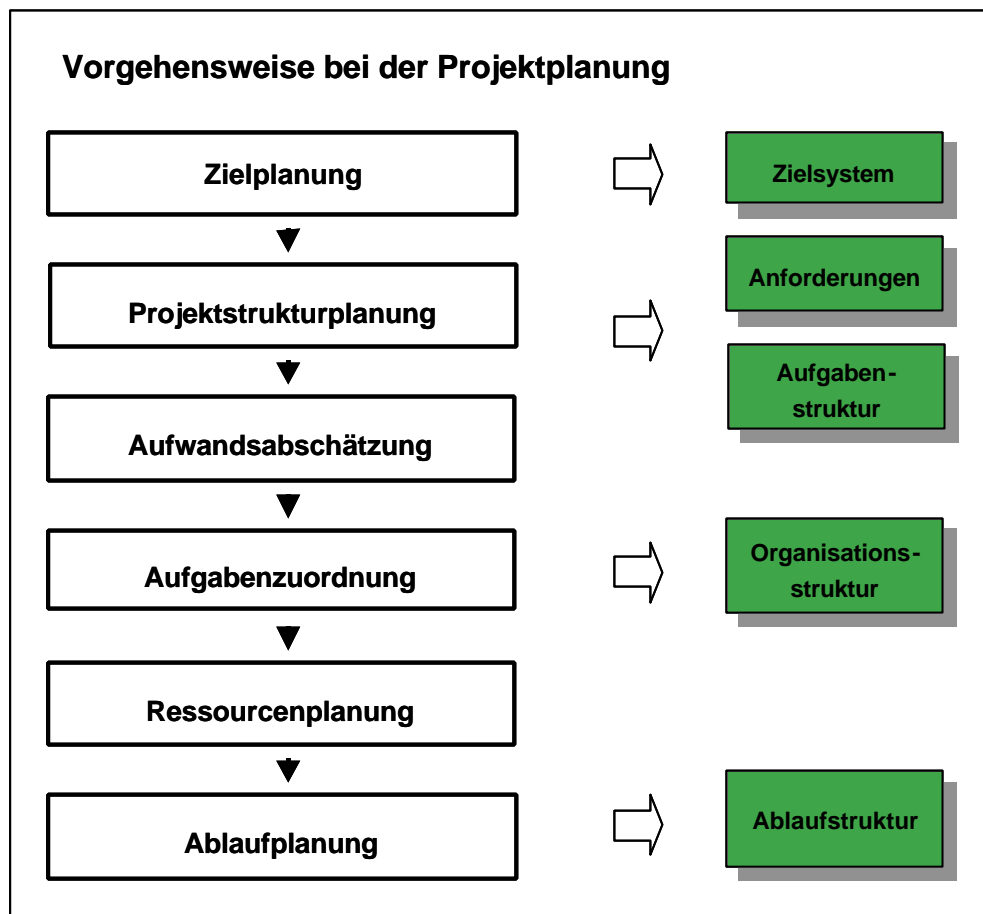 Vorgehensweise bei der Projektplanung
Zielplanung
Zielsystem
Anforderungen
Projektstrukturplanung
Aufgaben-
struktur
Aufwandsabschätzung
Aufgabenzuordnung
Organisations-
struktur
Ressourcenplanung
Ablaufplanung
Ablaufstruktur